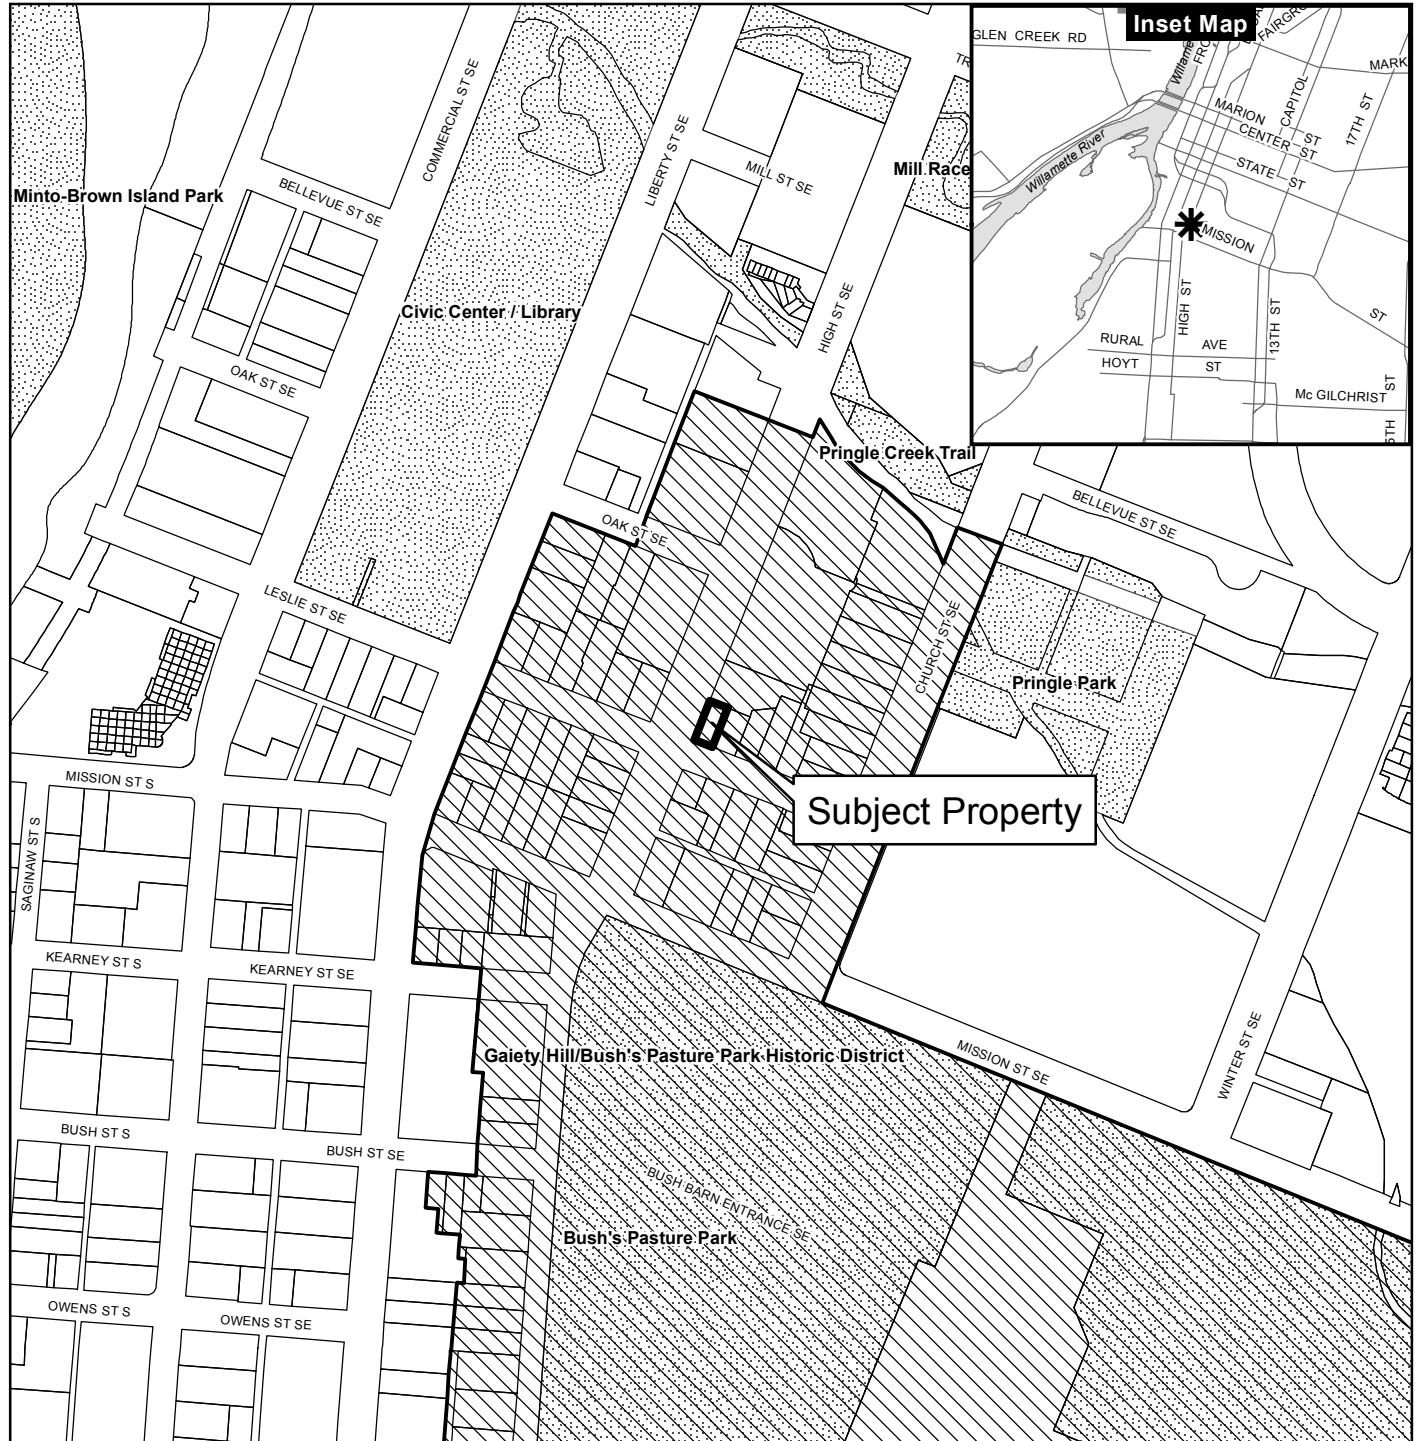 Inset Map
GLEN CREEK RD
MARK
CAPITOL
17TH ST
MARION ST
CENTER ST
STATE ST
Willamette River
MISSION
ST
HIGH ST
13TH ST
RURAL AVE
HOYT ST
Mc GILCHRIST ST
5TH
COMMERCIAL ST SE
LIBERTY ST SE
MILL ST SE
Mill Race
Minto-Brown Island Park
BELLEVUE ST SE
Civic Center / Library
HIGH ST SE
OAK ST SE
Pringle Creek Trail
BELLEVUE ST SE
OAK ST SE
LESLIE ST SE
CHURCH ST SE
Pringle Park
MISSION ST S
Subject Property
SAGINAW ST S
KEARNEY ST S
KEARNEY ST SE
Gaiety Hill/Bush's Pasture Park Historic District
MISSION ST SE
WINTER ST SE
BUSH ST S
BUSH ST SE
BUSH BARN ENTRANCE SE
Bush's Pasture Park
OWENS ST S
OWENS ST SE